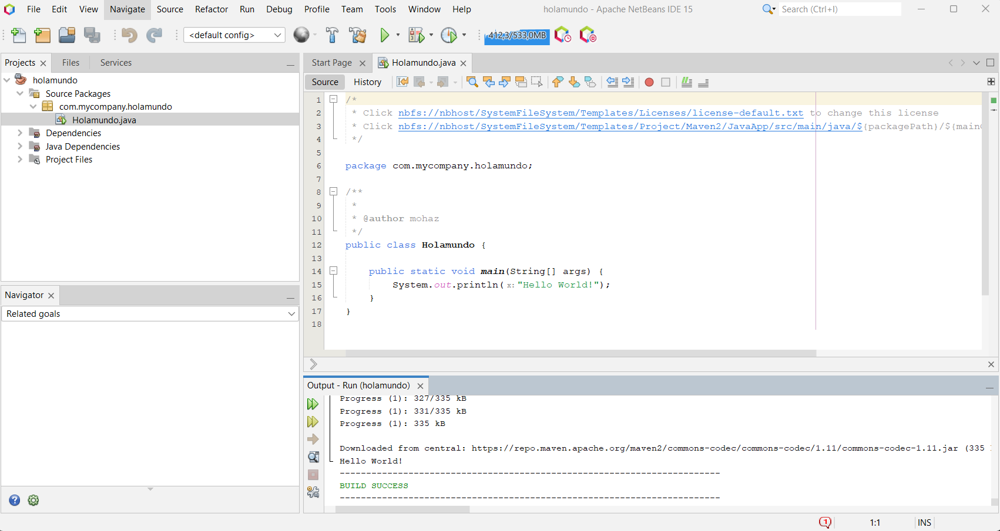 File Edit View Navigate Source Refactor Run Debug Profile Team Tools Window Help holamundo - Apache NetBeans IDE 15 Search (Ctrl+I)
<default config> 412,3/533,0MB
Projects Files Services
holamundo
Source Packages
com.mycompany.holamundo
Holamundo.java
Dependencies
Java Dependencies
Project Files
Navigator
Related goals
Start Page Holamundo.java
Source History
1 /*
2 * Click nbfs://nbhost/SystemFileSystem/Templates/Licenses/license-default.txt to change this license
3 * Click nbfs://nbhost/SystemFileSystem/Templates/Project/Maven2/JavaApp/src/main/java/${packagePath}/${main
4 */
5
6 package com.mycompany.holamundo;
7
8 /**
9 *
10 * @author mohaz
11 */
12 public class Holamundo {
13
14 public static void main(String[] args) {
15 System.out.println(x:"Hello World!");
16 }
17 }
18
Output - Run (holamundo)
Progress (1): 327/335 kB
Progress (1): 331/335 kB
Progress (1): 335 kB
Downloaded from central: https://repo.maven.apache.org/maven2/commons-codec/commons-codec/1.11/commons-codec-1.11.jar (335
Hello World!
------------------------------------------------------------------------
BUILD SUCCESS
------------------------------------------------------------------------
1 1:1 INS